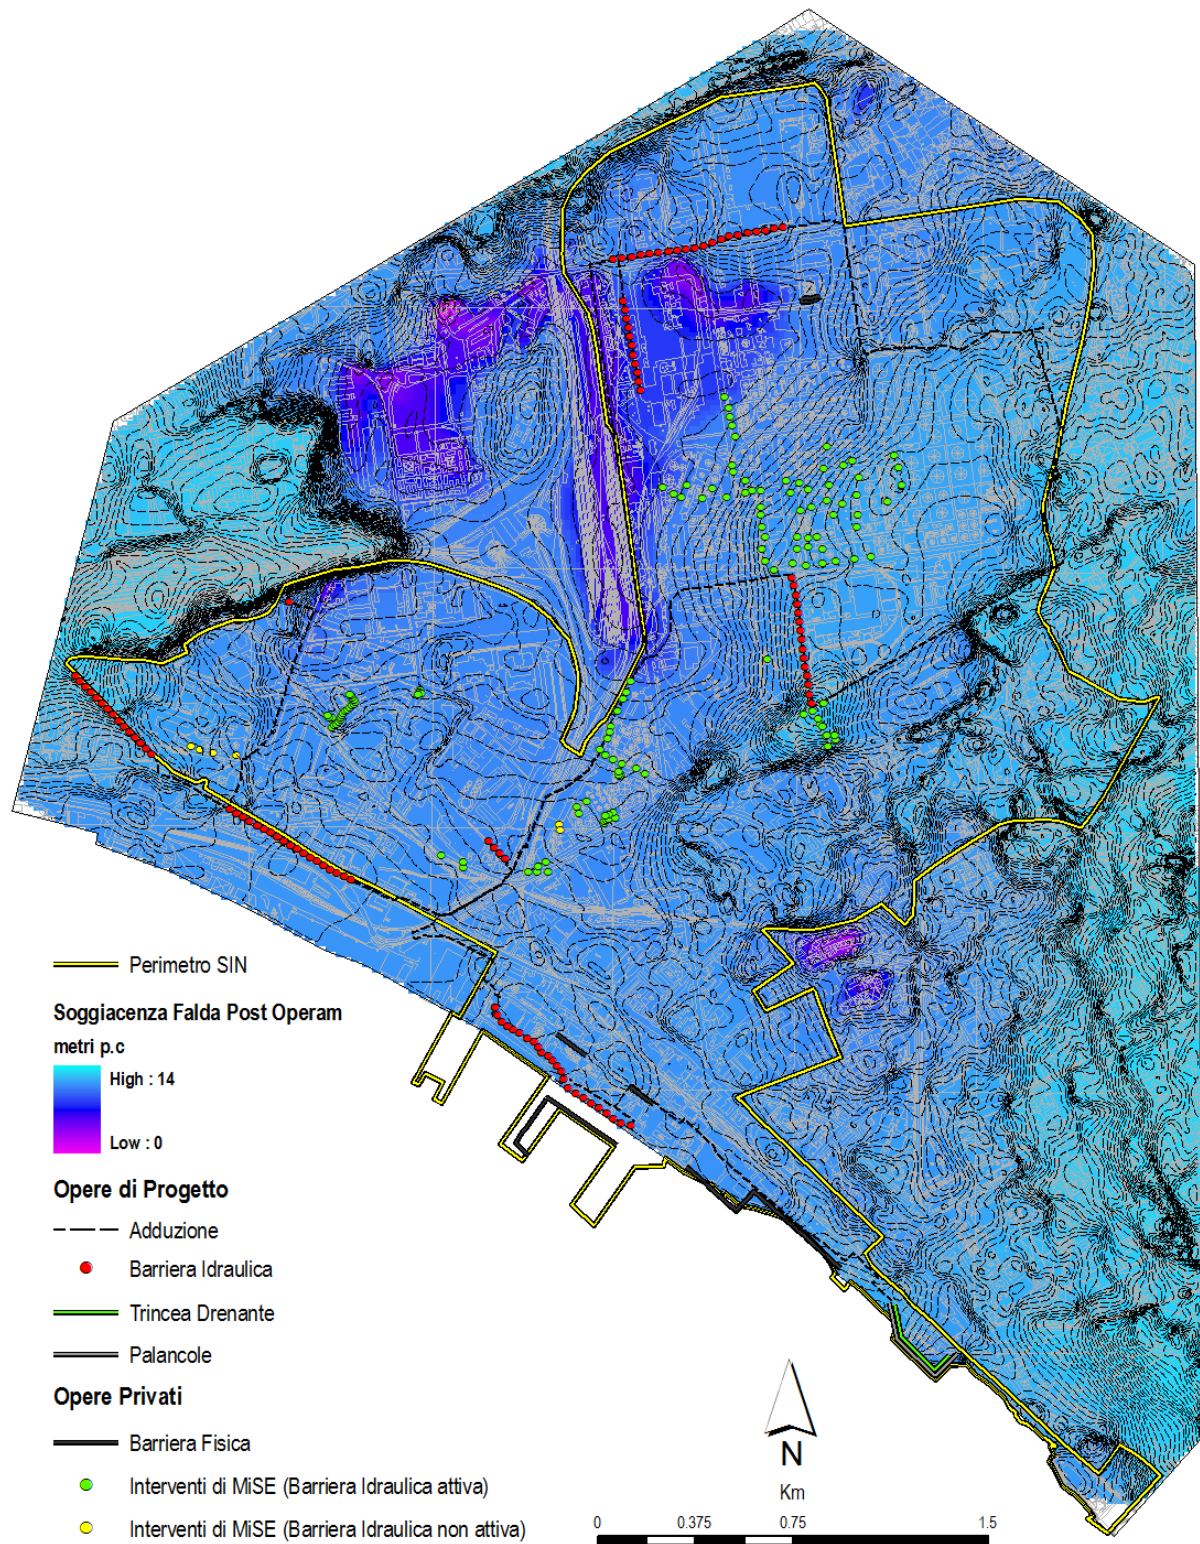 Perimetro SIN
Soggiacenza Falda Post Operam
metri p.c
High : 14
Low : 0
Opere di Progetto
Adduzione
Barriera Idraulica
Trincea Drenante
Palancole
Opere Privati
Barriera Fisica
Interventi di MiSE (Barriera Idraulica attiva)
Interventi di MiSE (Barriera Idraulica non attiva)
N
Km
0 0.375 0.75 1.5